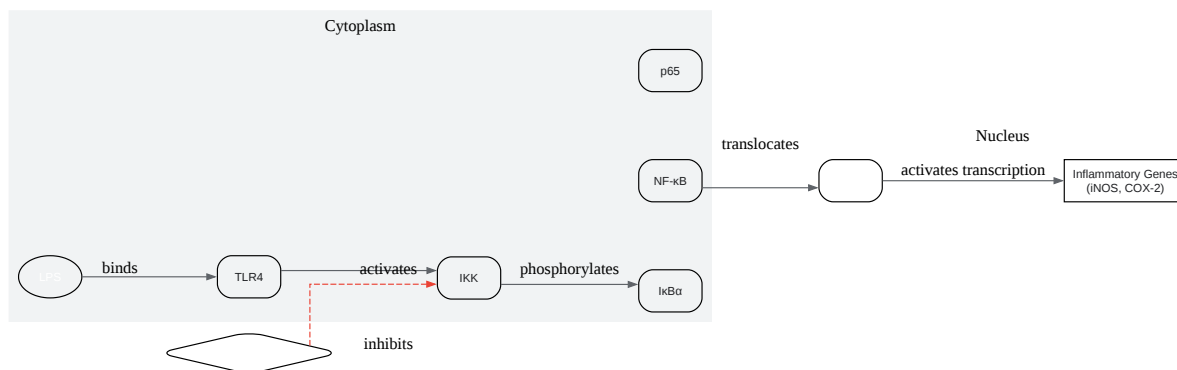 Cytoplasm
p65
translocates
Nucleus
NF-κB
activates transcription
Inflammatory Genes
(iNOS, COX-2)
LPS
binds
TLR4
activates
IKK
phosphorylates
IκBα
inhibits